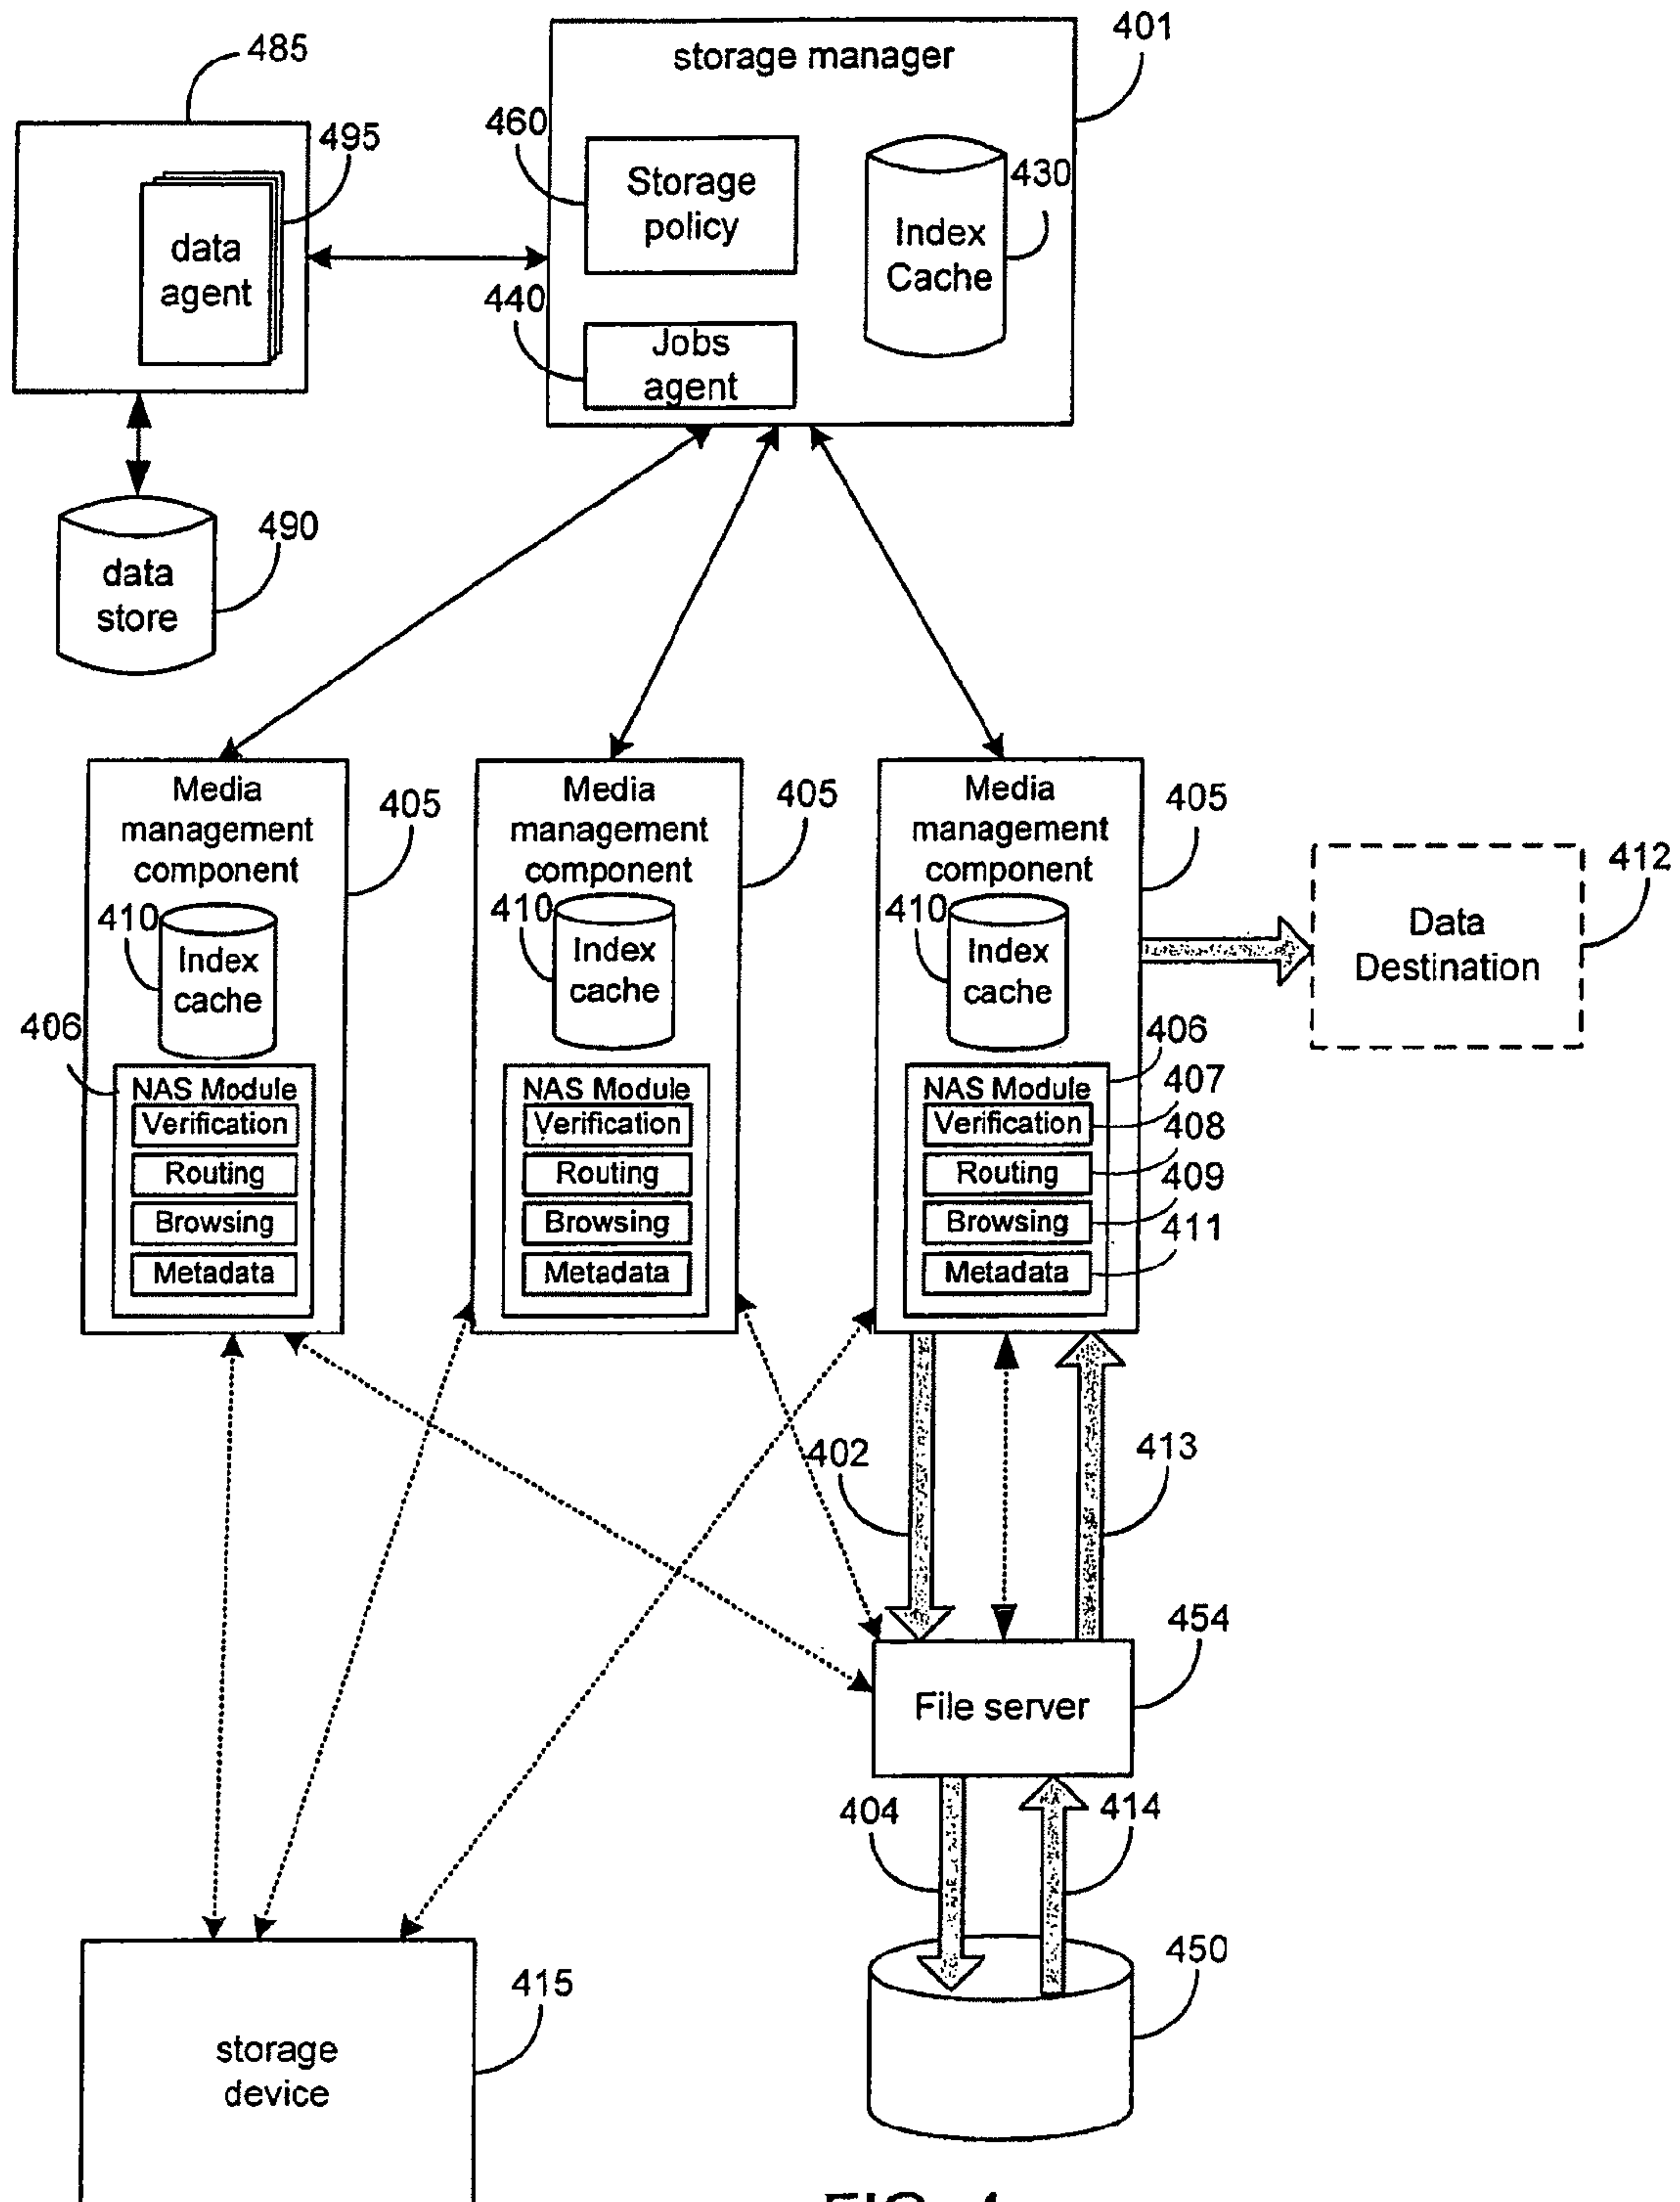 485
495
data
agent
490
data
store
401
storage manager
460
Storage
policy
430
Index
Cache
440
Jobs
agent
Media
management
component
405
410
Index
cache
406
NAS Module
Verification
Routing
Browsing
Metadata
Media
management
component
405
410
Index
cache
NAS Module
Verification
Routing
Browsing
Metadata
Media
management
component
405
410
Index
cache
406
NAS Module
407
Verification
408
Routing
409
Browsing
411
Metadata
412
Data
Destination
402
413
454
File server
404
414
450
415
storage
device